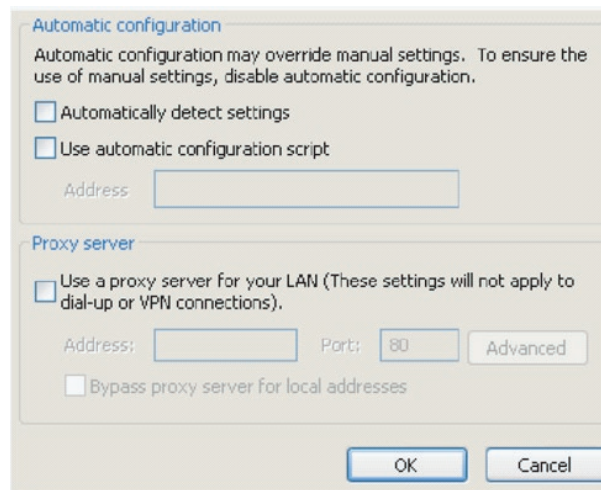 Automatic configuration
Automatic configuration may override manual settings. To ensure the
use of manual settings, disable automatic configuration.
Automatically detect settings
Use automatic configuration script
Address
Proxy server
Use a proxy server for your LAN (These settings will not apply to
dial-up or VPN connections).
Address: Port: 80 Advanced
Bypass proxy server for local addresses
OK Cancel